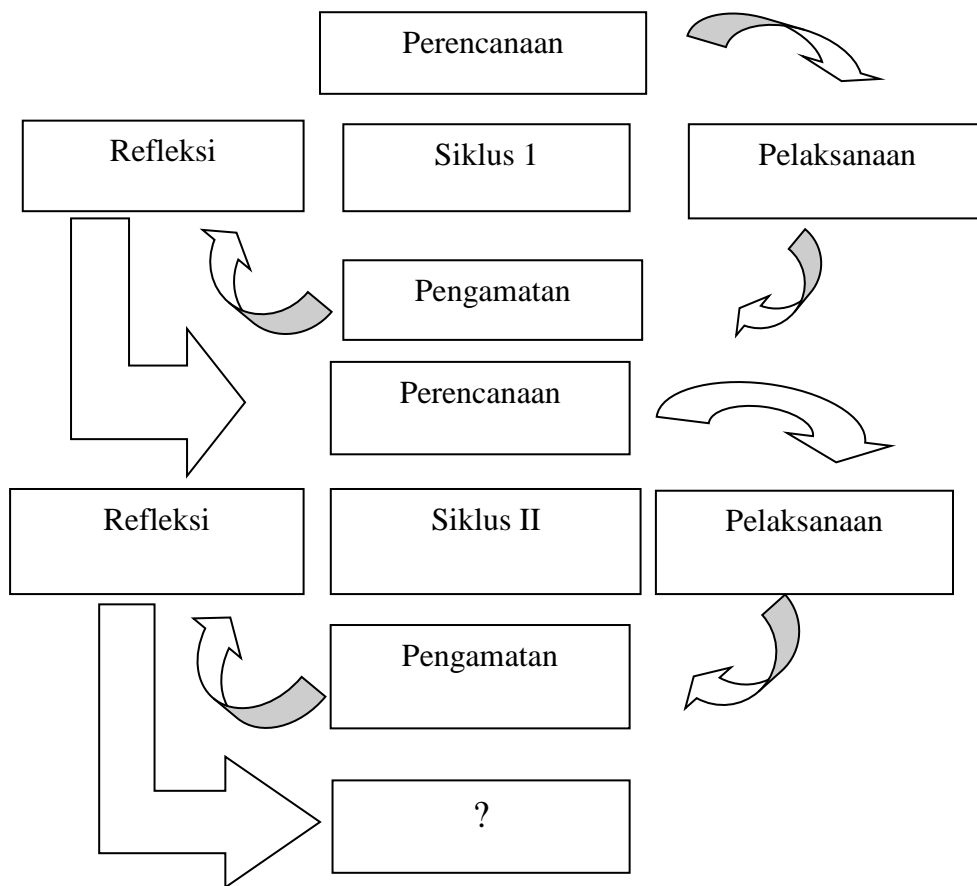 Perencanaan
Refleksi
Siklus 1
Pelaksanaan
Pengamatan
Perencanaan
Refleksi
Siklus II
Pelaksanaan
Pengamatan
?